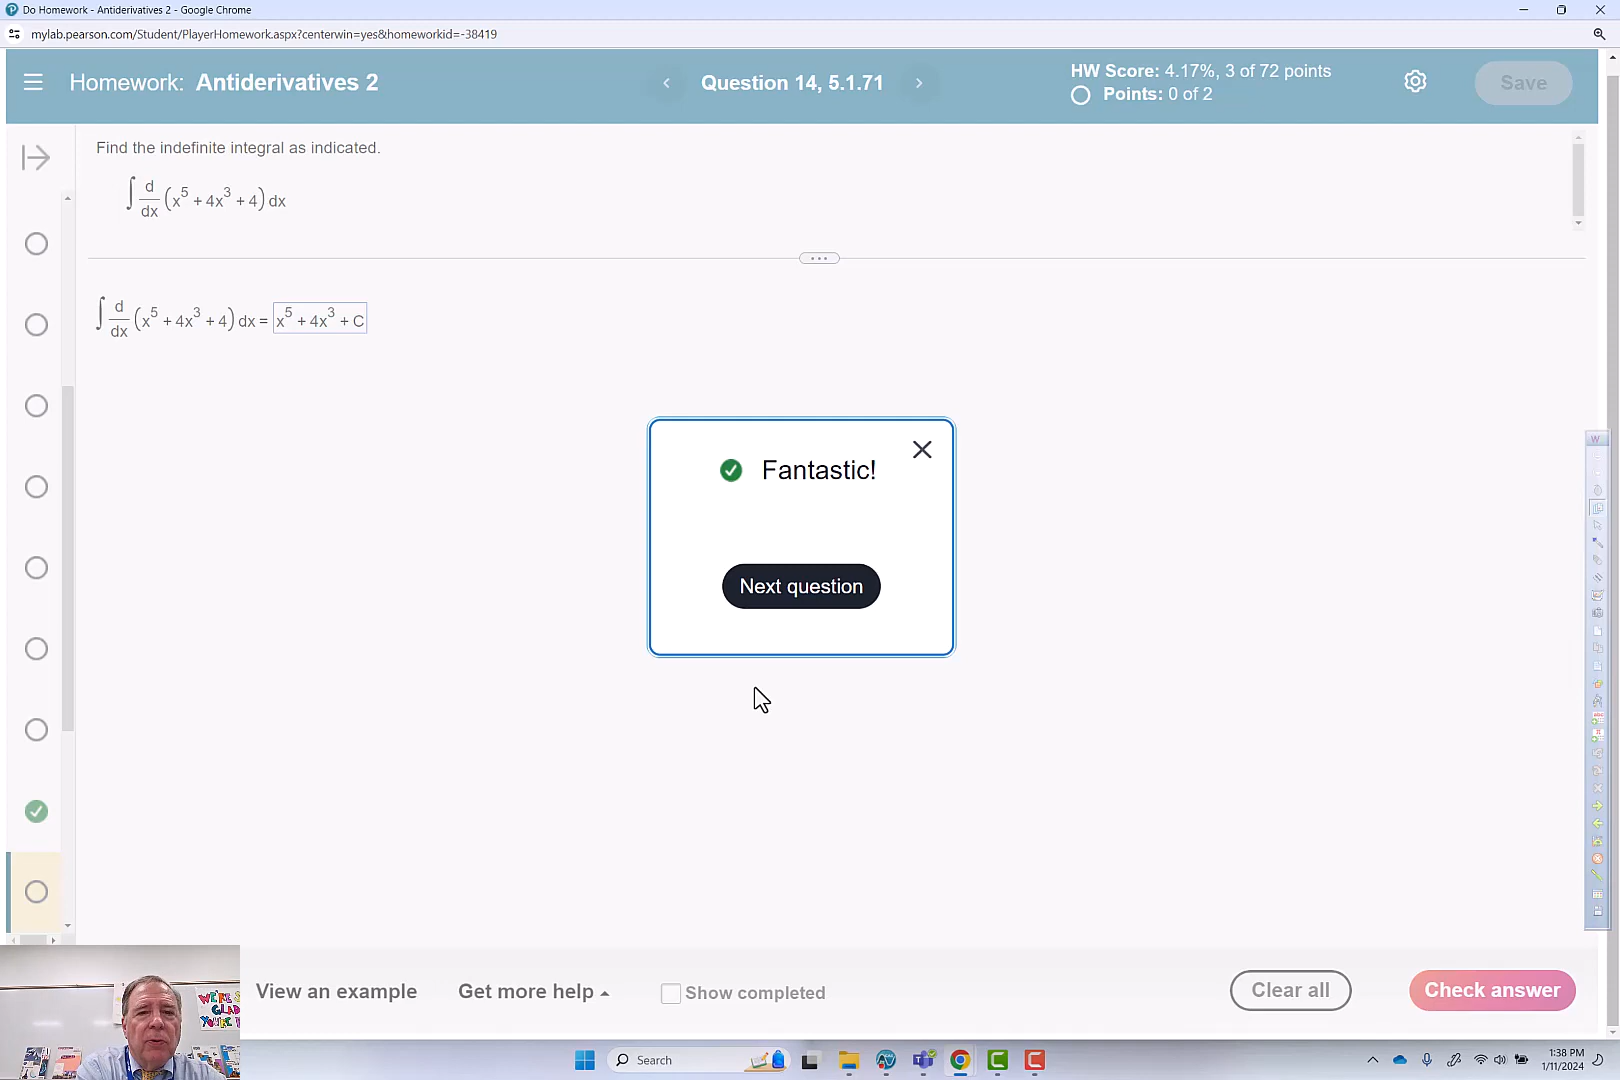 Do Homework - Antiderivatives 2 - Google Chrome
mylab.pearson.com/Student/PlayerHomework.aspx?centerwin=yes&homeworkid=-38419
Homework: Antiderivatives 2
Question 14, 5.1.71
HW Score: 4.17%, 3 of 72 points
Points: 0 of 2
Save
Find the indefinite integral as indicated.
∫ d/dx (x^5 + 4x^3 + 4) dx
∫ d/dx (x^5 + 4x^3 + 4) dx = x^5 + 4x^3 + C
Fantastic!
Next question
View an example
Get more help
Show completed
Clear all
Check answer
Search
1:38 PM
1/11/2024